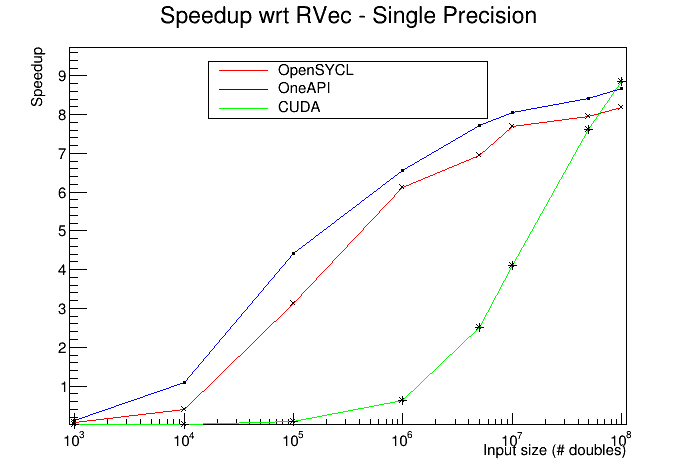 Speedup wrt RVec - Single Precision
Speedup
OpenSYCL
OneAPI
CUDA
9
8
7
6
5
4
3
2
1
10³ 10⁴ 10⁵ 10⁶ 10⁷ 10⁸
Input size (# doubles)